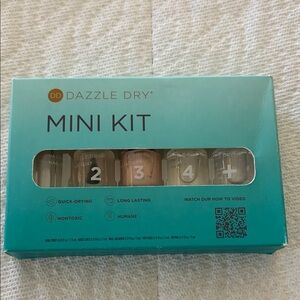 DD DAZZLE DRY®
MINI KIT
2 3 4 +
QUICK-DRYING LONG LASTING WATCH OUR HOW TO VIDEO
NONTOXIC HUMANE